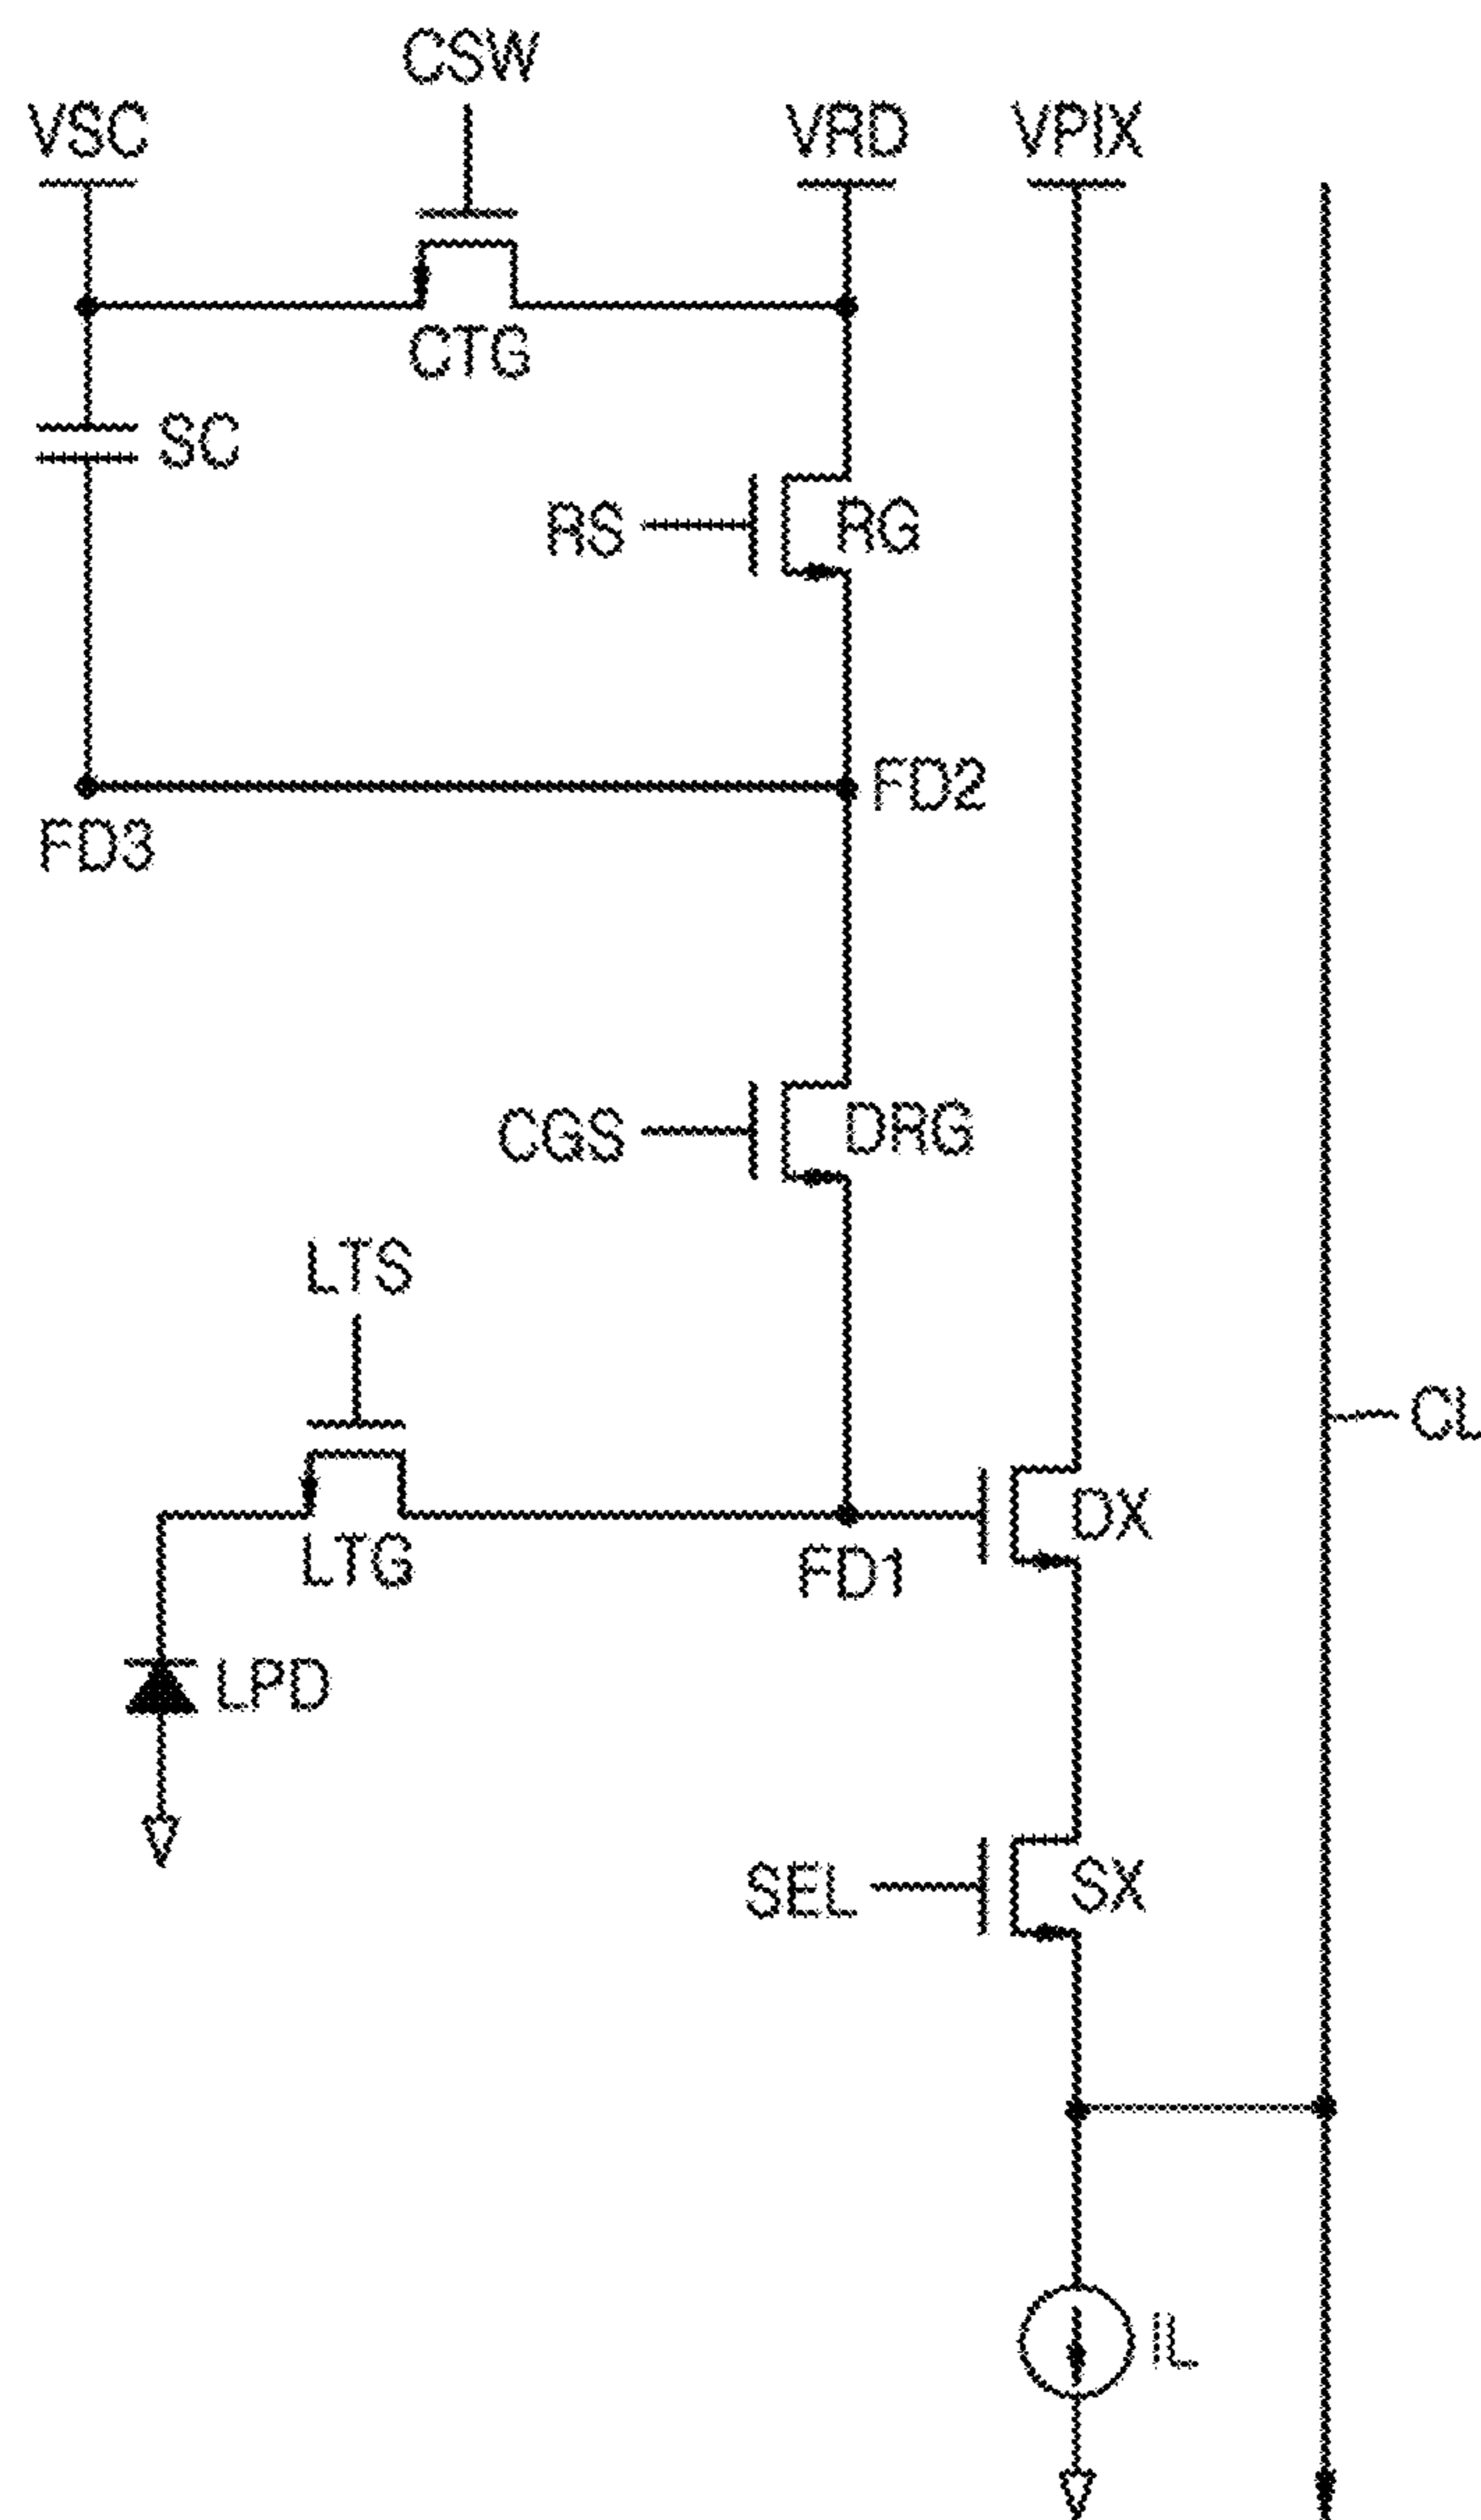 CSW
VSC
VRD
VPIX
CTG
SC
RS
RG
FD2
FD3
CGS
DRG
LTS
CL
DX
LTG
FD1
LPD
SEL
SX
IL